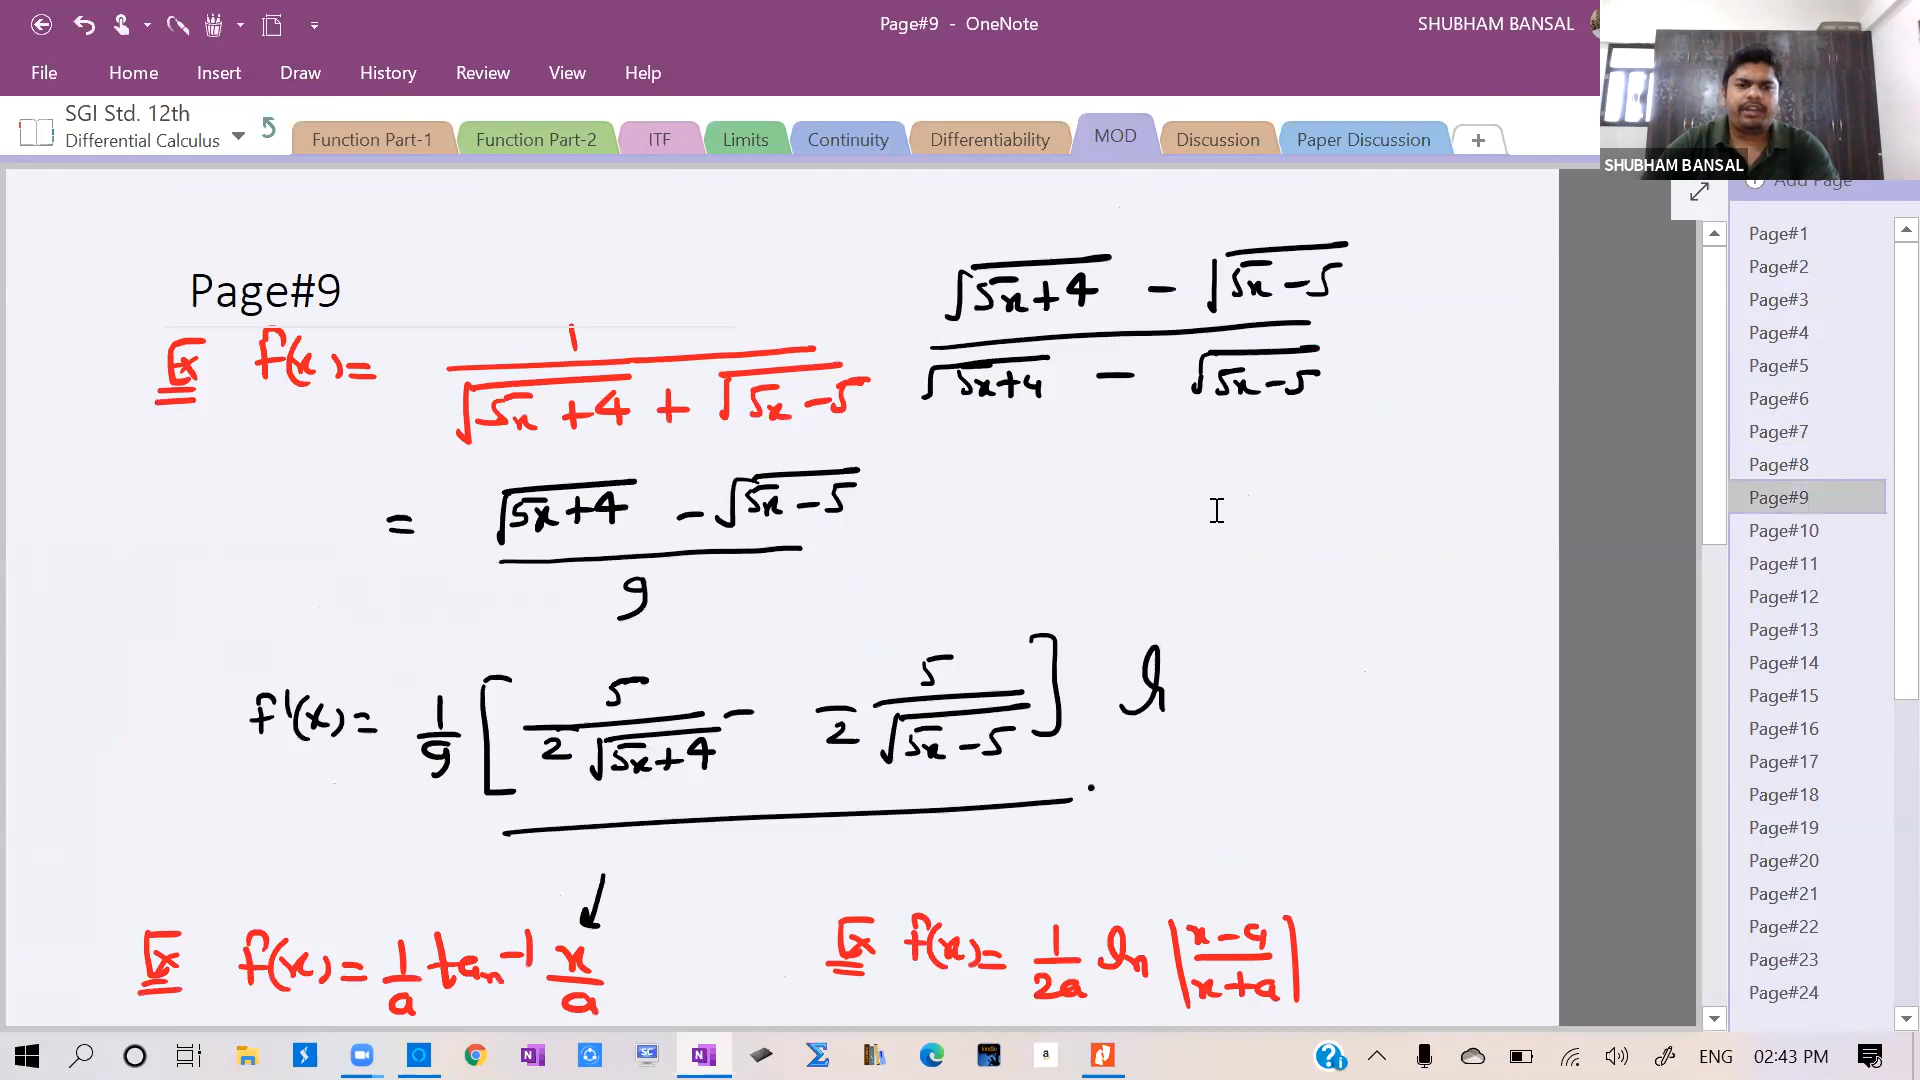 Page#9 - OneNote
SHUBHAM BANSAL
File Home Insert Draw History Review View Help
SGI Std. 12th
Differential Calculus
Function Part-1 Function Part-2 ITF Limits Continuity Differentiability MOD Discussion Paper Discussion +
SHUBHAM BANSAL
Add Page
Page#9
Ex f(x) = 1 / (√(5x+4) + √(5x-5))
(√(5x+4) - √(5x-5)) / (√(5x+4) - √(5x-5))
= (√(5x+4) - √(5x-5)) / 9
f'(x) = 1/9 [ 5 / (2√(5x+4)) - 5 / (2√(5x-5)) ]
Ex f(x) = 1/a tan⁻¹ x/a
Ex f(x) = 1/2a ln |(x-a)/(x+a)|
Page#1
Page#2
Page#3
Page#4
Page#5
Page#6
Page#7
Page#8
Page#9
Page#10
Page#11
Page#12
Page#13
Page#14
Page#15
Page#16
Page#17
Page#18
Page#19
Page#20
Page#21
Page#22
Page#23
Page#24
ENG 02:43 PM